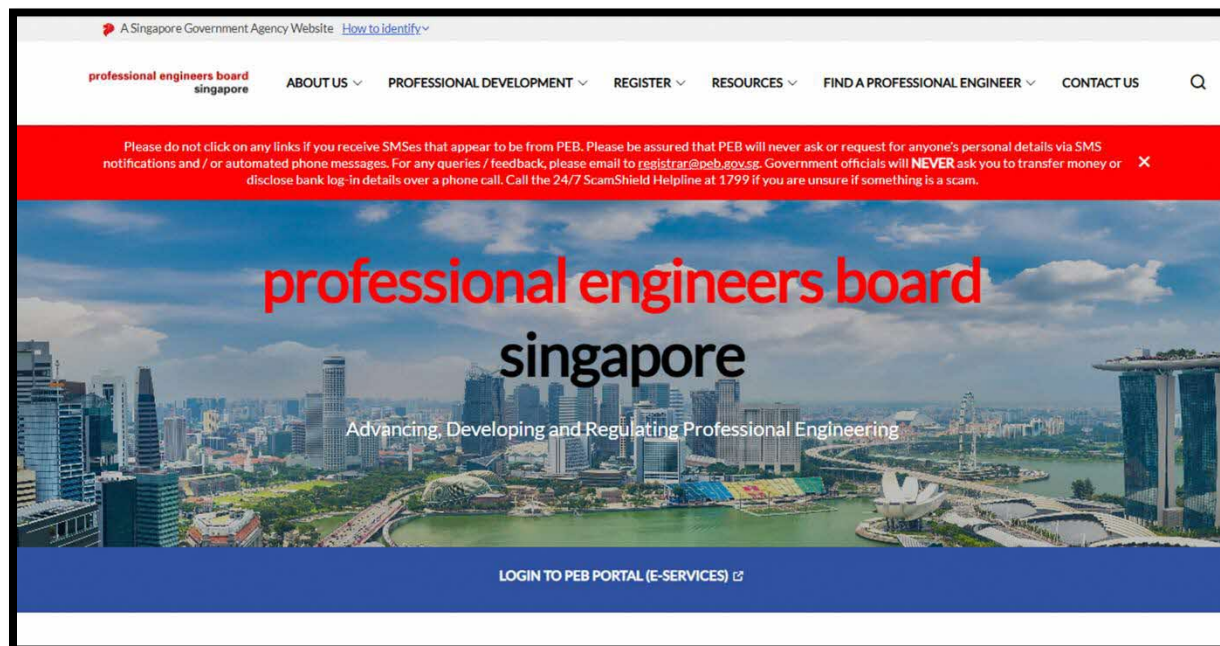 A Singapore Government Agency Website How to identify
professional engineers board
singapore
ABOUT US
PROFESSIONAL DEVELOPMENT
REGISTER
RESOURCES
FIND A PROFESSIONAL ENGINEER
CONTACT US
Please do not click on any links if you receive SMSes that appear to be from PEB. Please be assured that PEB will never ask or request for anyone's personal details via SMS
notifications and / or automated phone messages. For any queries / feedback, please email to registrar@peb.gov.sg. Government officials will NEVER ask you to transfer money or
disclose bank log-in details over a phone call. Call the 24/7 ScamShield Helpline at 1799 if you are unsure if something is a scam.
professional engineers board
singapore
Advancing, Developing and Regulating Professional Engineering
LOGIN TO PEB PORTAL (E-SERVICES)